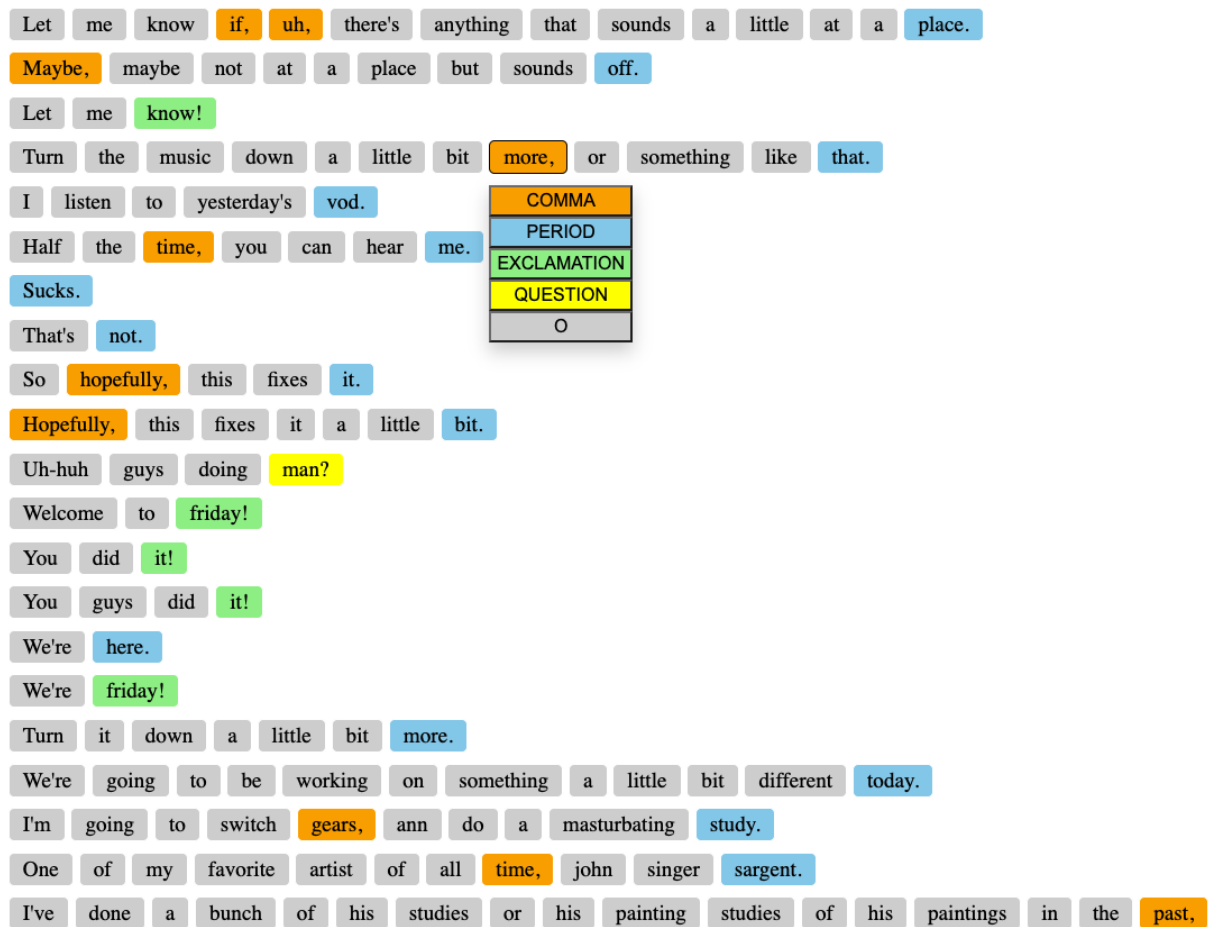 Let me know if, uh, there's anything that sounds a little at a place.
Maybe, maybe not at a place but sounds off.
Let me know!
Turn the music down a little bit more, or something like that.
I listen to yesterday's vod.
COMMA
PERIOD
EXCLAMATION
QUESTION
O
Half the time, you can hear me.
Sucks.
That's not.
So hopefully, this fixes it.
Hopefully, this fixes it a little bit.
Uh-huh guys doing man?
Welcome to friday!
You did it!
You guys did it!
We're here.
We're friday!
Turn it down a little bit more.
We're going to be working on something a little bit different today.
I'm going to switch gears, ann do a masturbating study.
One of my favorite artist of all time, john singer sargent.
I've done a bunch of his studies or his painting studies of his paintings in the past,